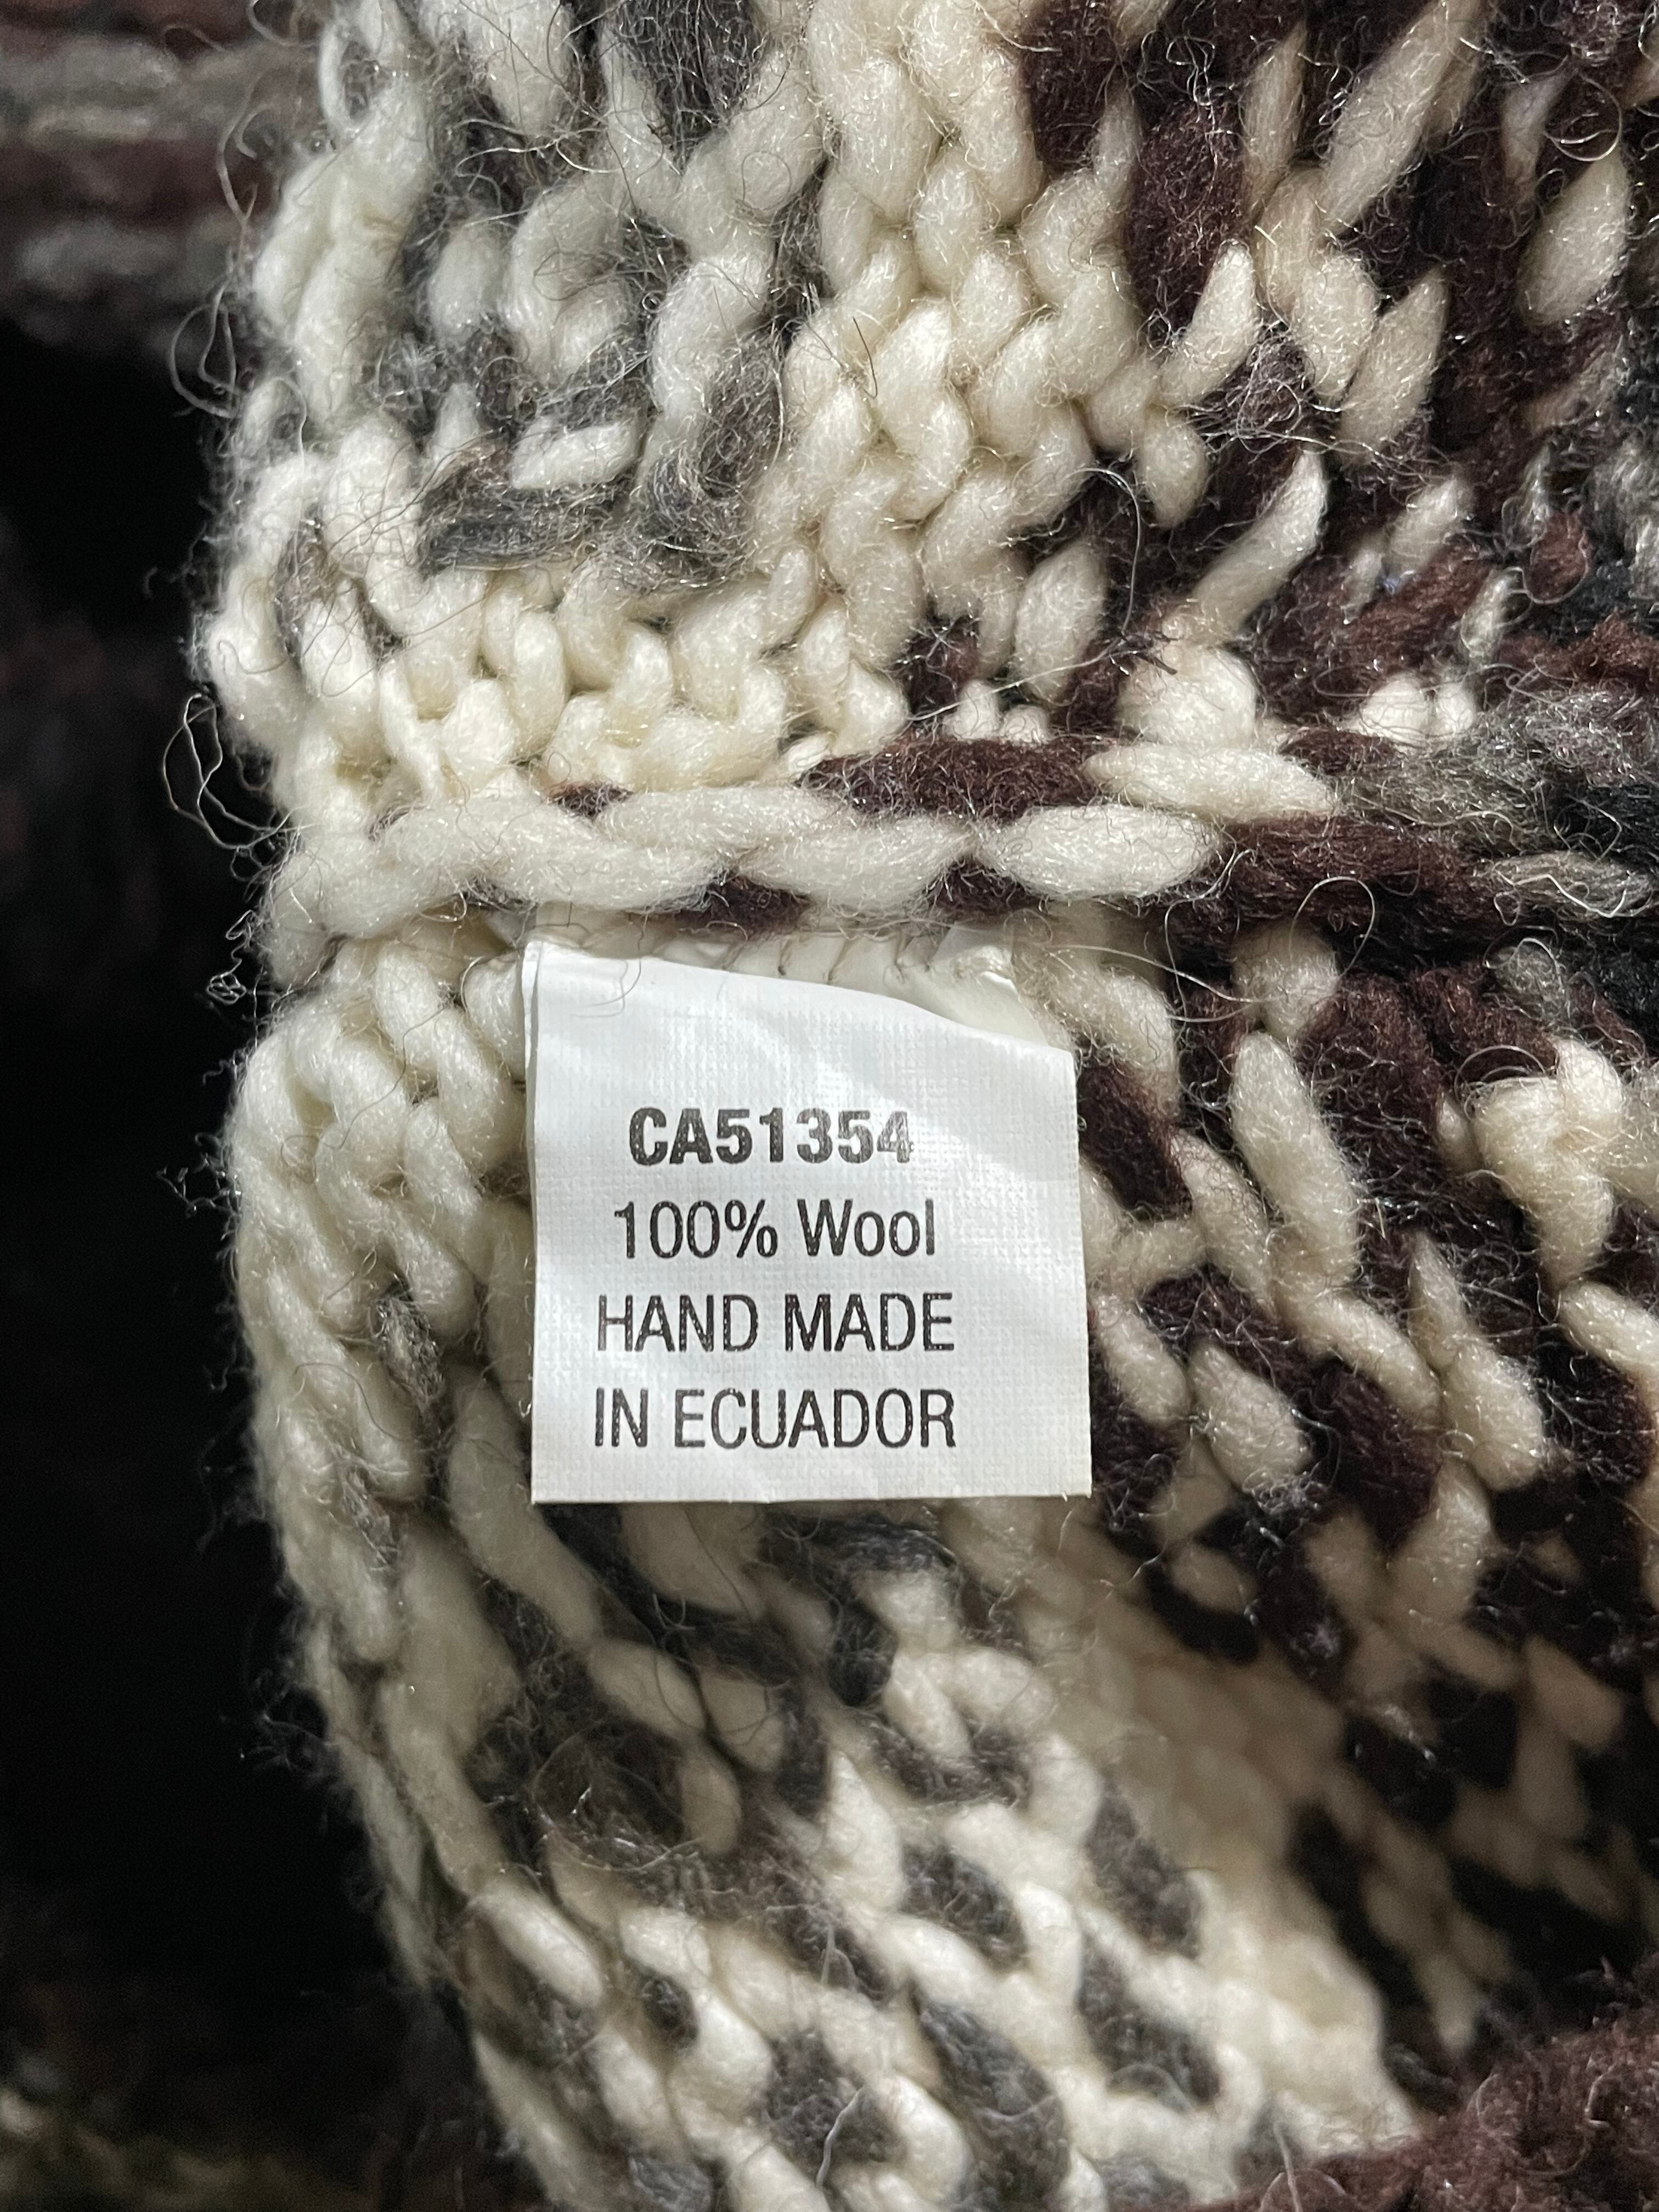 CA51354
100% Wool
HAND MADE
IN ECUADOR